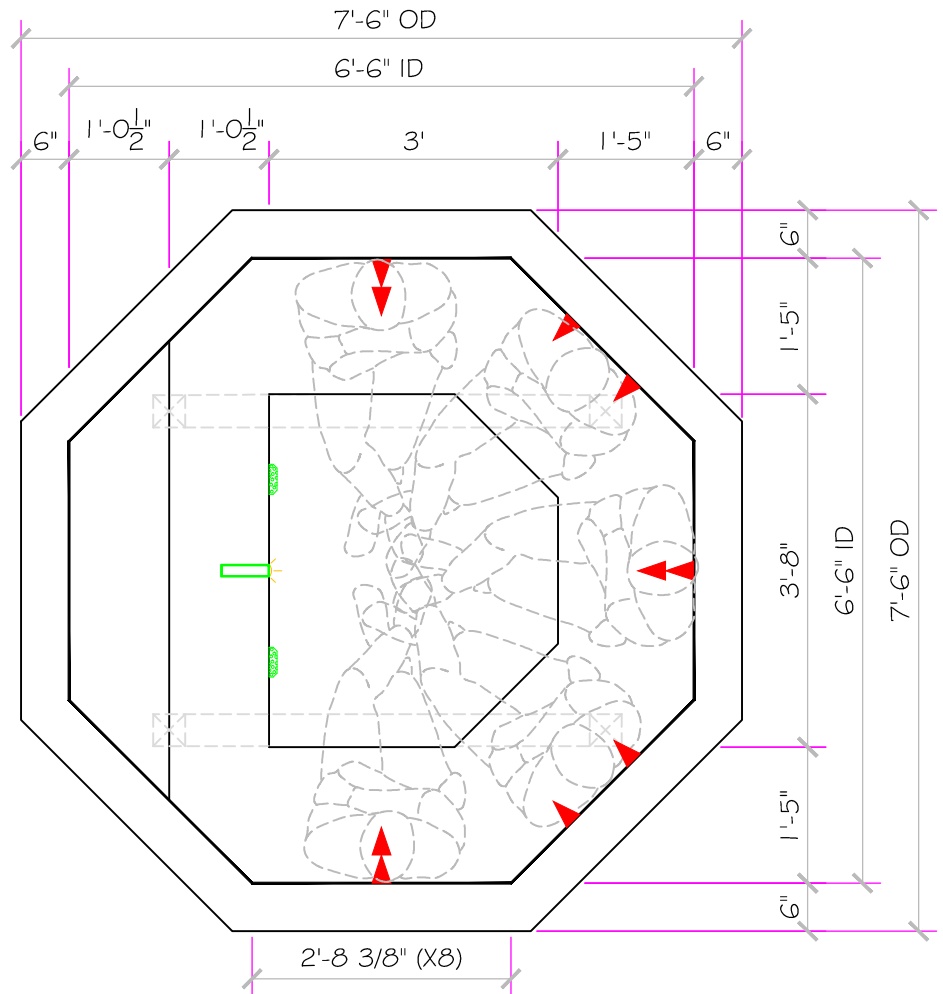 7'-6" OD
6'-6" ID
6" 1'-0 1/2" 1'-0 1/2" 3' 1'-5" 6"
6"
1'-5"
3'-8"
6'-6" ID
7'-6" OD
1'-5"
6"
2'-8 3/8" (X8)